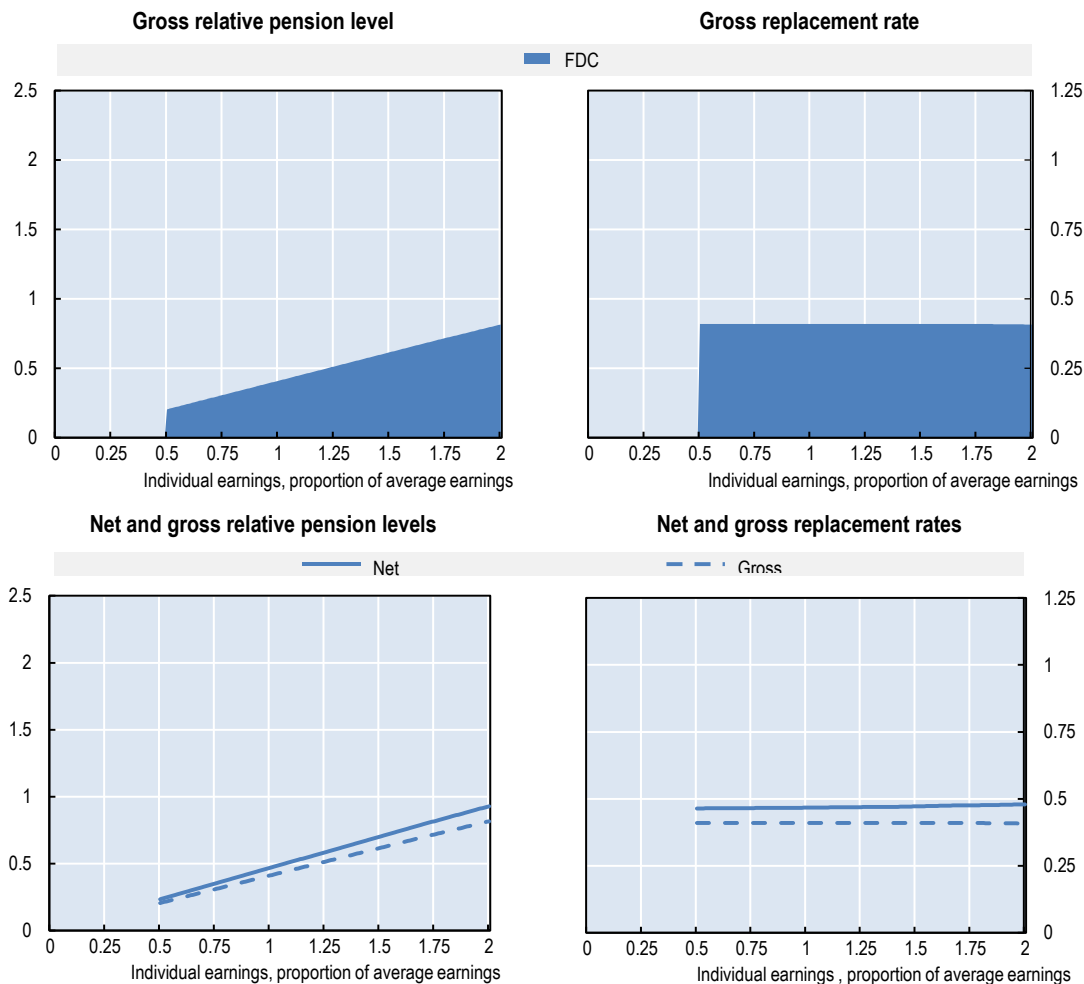 Gross relative pension level
Gross replacement rate
FDC
2.5
2
1.5
1
0.5
0
0 0.25 0.5 0.75 1 1.25 1.5 1.75 2
Individual earnings, proportion of average earnings
1.25
1
0.75
0.5
0.25
0
0 0.25 0.5 0.75 1 1.25 1.5 1.75 2
Individual earnings, proportion of average earnings
Net and gross relative pension levels
Net and gross replacement rates
Net Gross
2.5
2
1.5
1
0.5
0
0 0.25 0.5 0.75 1 1.25 1.5 1.75 2
Individual earnings, proportion of average earnings
1.25
1
0.75
0.5
0.25
0
0 0.25 0.5 0.75 1 1.25 1.5 1.75 2
Individual earnings , proportion of average earnings